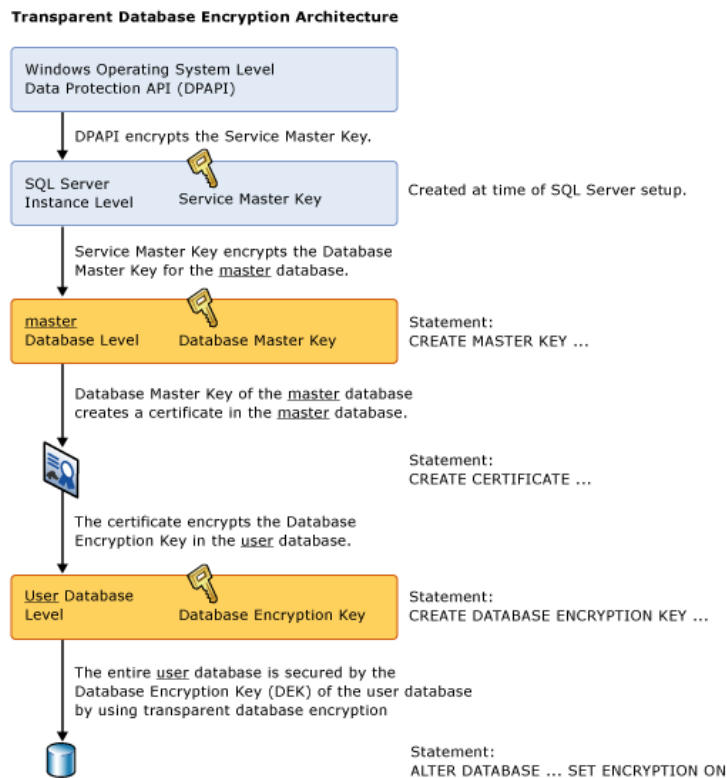 Transparent Database Encryption Architecture
Windows Operating System Level
Data Protection API (DPAPI)
DPAPI encrypts the Service Master Key.
SQL Server
Instance Level
Service Master Key
Created at time of SQL Server setup.
Service Master Key encrypts the Database
Master Key for the master database.
master
Database Level
Database Master Key
Statement:
CREATE MASTER KEY ...
Database Master Key of the master database
creates a certificate in the master database.
Statement:
CREATE CERTIFICATE ...
The certificate encrypts the Database
Encryption Key in the user database.
User Database
Level
Database Encryption Key
Statement:
CREATE DATABASE ENCRYPTION KEY ...
The entire user database is secured by the
Database Encryption Key (DEK) of the user database
by using transparent database encryption
Statement:
ALTER DATABASE ... SET ENCRYPTION ON